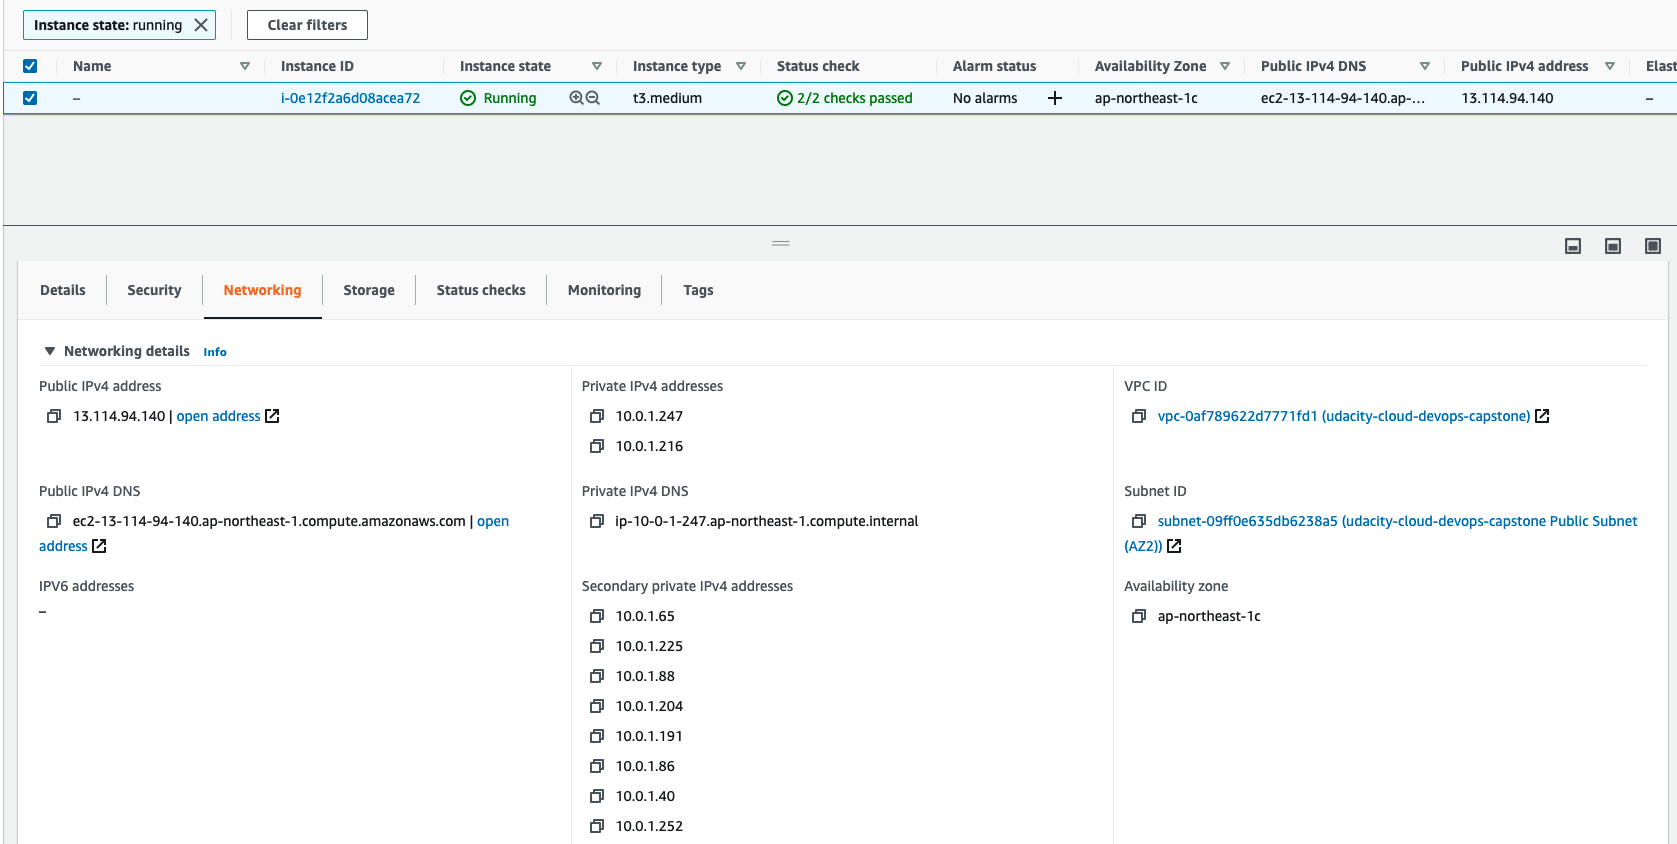 Instance state: running
Clear filters
Name Instance ID Instance state Instance type Status check Alarm status Availability Zone Public IPv4 DNS Public IPv4 address Elast
– i-0e12f2a6d08acea72 Running t3.medium 2/2 checks passed No alarms + ap-northeast-1c ec2-13-114-94-140.ap-... 13.114.94.140 –
Details Security Networking Storage Status checks Monitoring Tags
Networking details Info
Public IPv4 address
13.114.94.140 | open address
Private IPv4 addresses
10.0.1.247
10.0.1.216
VPC ID
vpc-0af789622d7771fd1 (udacity-cloud-devops-capstone)
Public IPv4 DNS
ec2-13-114-94-140.ap-northeast-1.compute.amazonaws.com | open
address
Private IPv4 DNS
ip-10-0-1-247.ap-northeast-1.compute.internal
Subnet ID
subnet-09ff0e635db6238a5 (udacity-cloud-devops-capstone Public Subnet
(AZ2))
IPV6 addresses
–
Secondary private IPv4 addresses
10.0.1.65
10.0.1.225
10.0.1.88
10.0.1.204
10.0.1.191
10.0.1.86
10.0.1.40
10.0.1.252
Availability zone
ap-northeast-1c